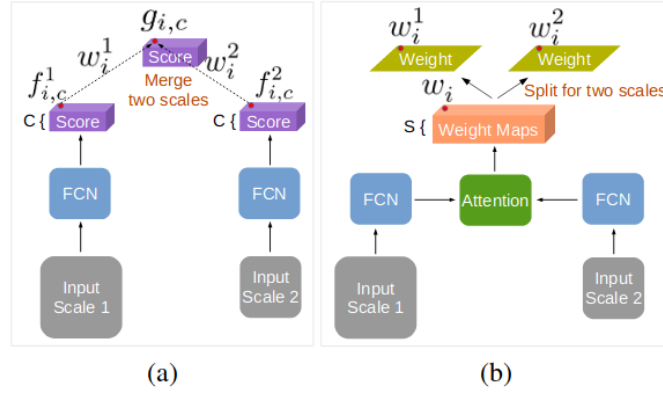 g_{i,c}
Score
w_i^1
w_i^2
Merge
two scales
f_{i,c}^1
f_{i,c}^2
C { Score
C { Score
FCN
FCN
Input
Scale 1
Input
Scale 2
(a)
w_i^1
w_i^2
Weight
Weight
w_i
Split for two scales
S { Weight Maps
FCN
Attention
FCN
Input
Scale 1
Input
Scale 2
(b)